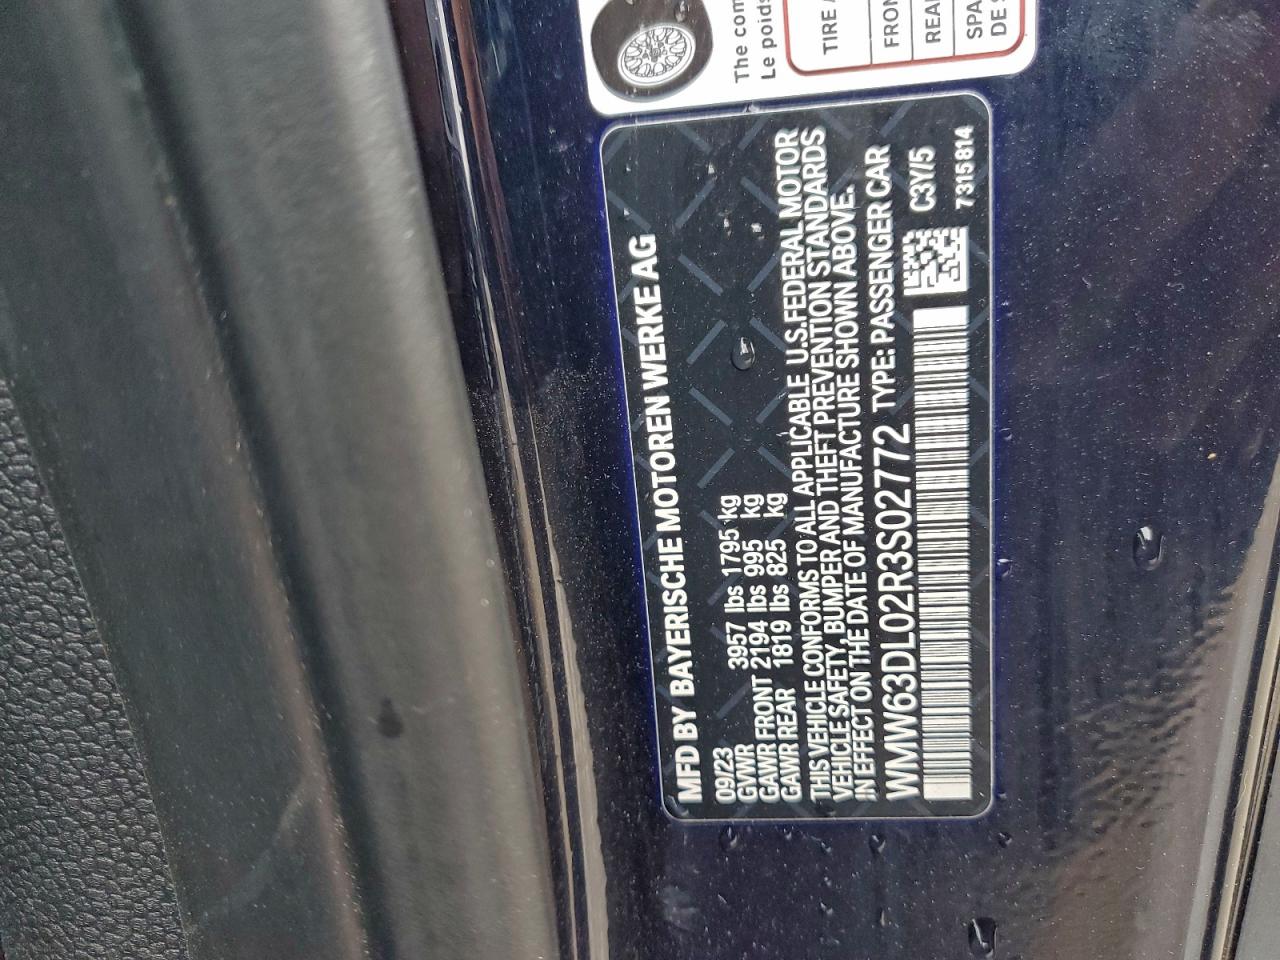 The com
Le poids
TIRE
FRON
REA
SPA
DE S
MFD BY BAYERISCHE MOTOREN WERKE AG
09/23
GVWR 3957 lbs 1795 kg
GAWR FRONT 2194 lbs 995 kg
GAWR REAR 1819 lbs 825 kg
THIS VEHICLE CONFORMS TO ALL APPLICABLE U.S.FEDERAL MOTOR
VEHICLE SAFETY, BUMPER AND THEFT PREVENTION STANDARDS
IN EFFECT ON THE DATE OF MANUFACTURE SHOWN ABOVE.
WMW63DL02R3S02772 TYPE: PASSENGER CAR
C3Y/5
7315814